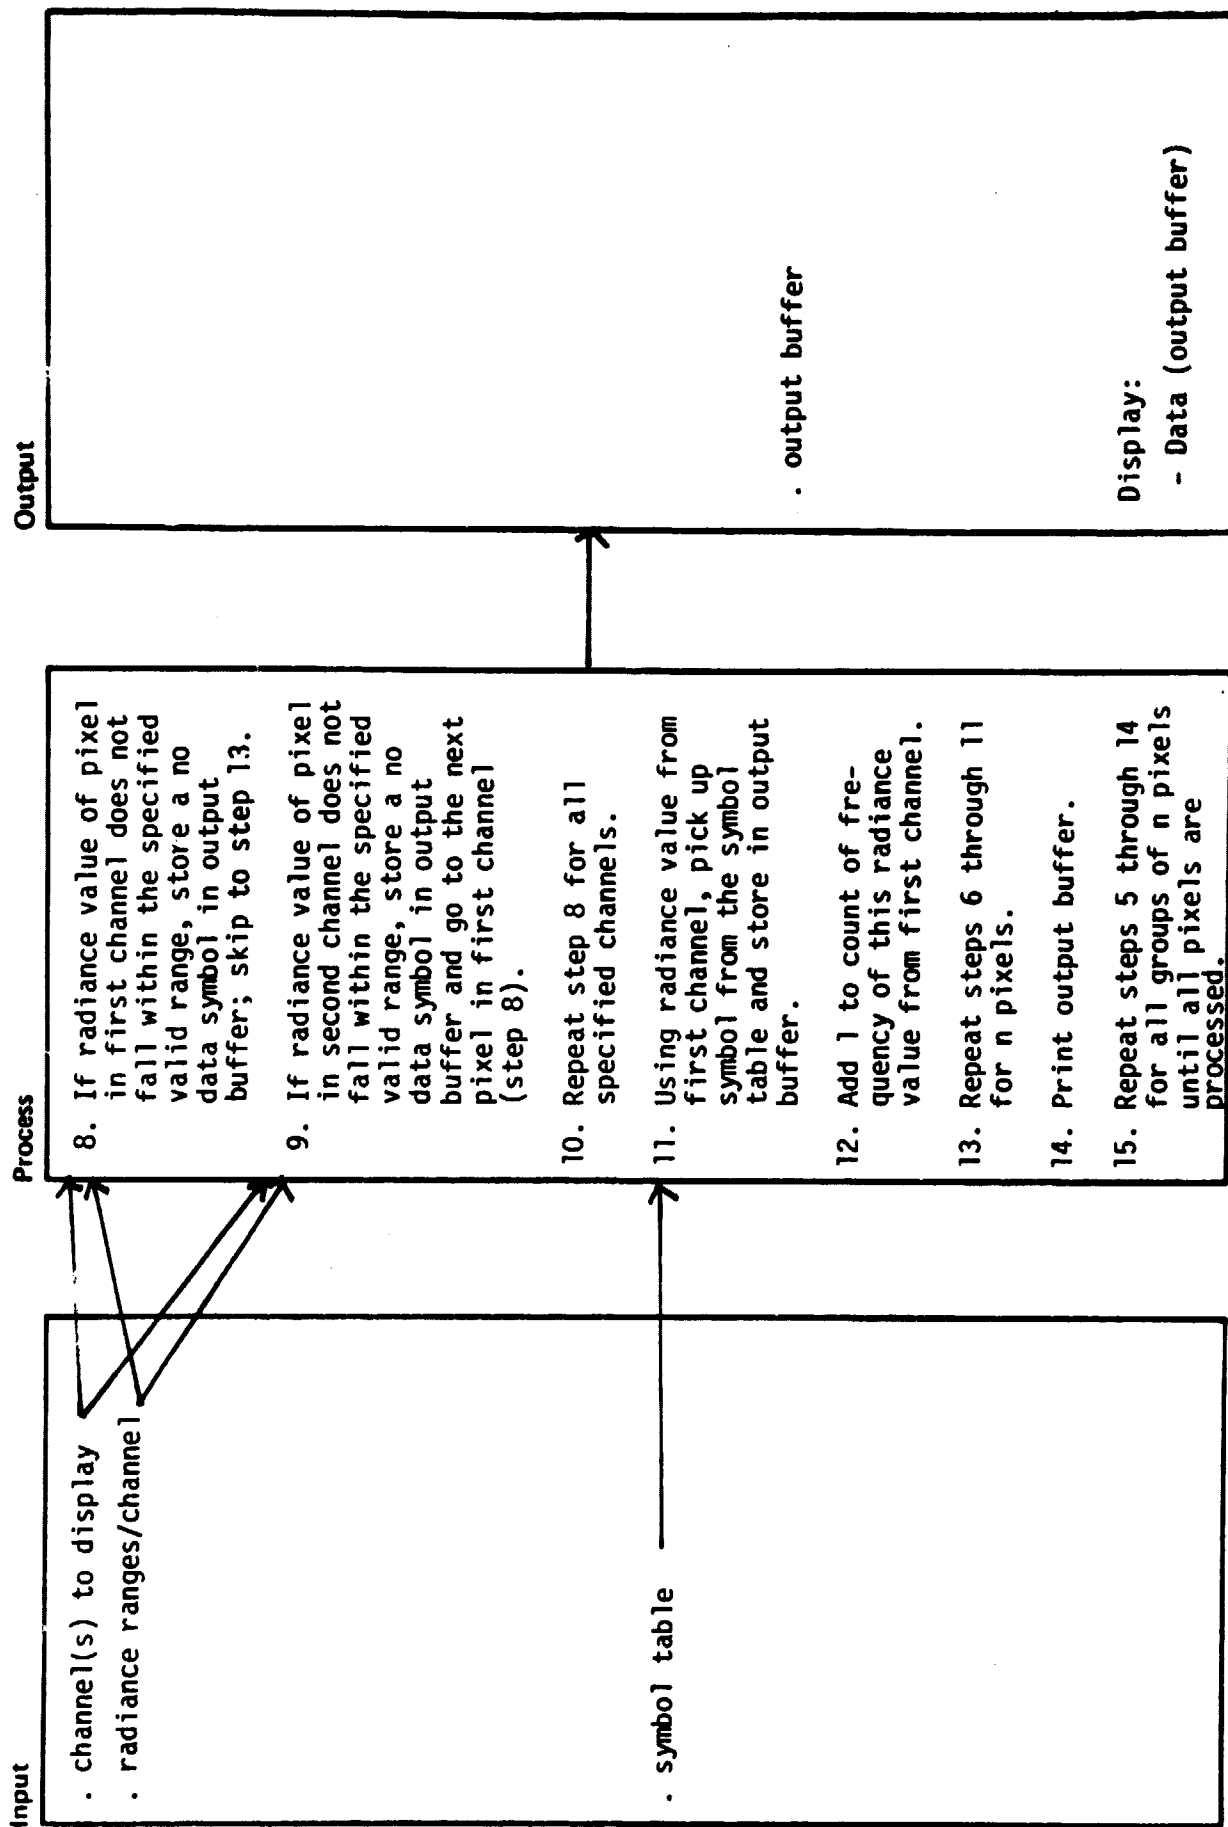 Input
. channel(s) to display
. radiance ranges/channel
. symbol table
Process
8. If radiance value of pixel
in first channel does not
fall within the specified
valid range, store a no
data symbol in output
buffer; skip to step 13.
9. If radiance value of pixel
in second channel does not
fall within the specified
valid range, store a no
data symbol in output
buffer and go to the next
pixel in first channel
(step 8).
10. Repeat step 8 for all
specified channels.
11. Using radiance value from
first channel, pick up
symbol from the symbol
table and store in output
buffer.
12. Add 1 to count of fre-
quency of this radiance
value from first channel.
13. Repeat steps 6 through 11
for n pixels.
14. Print output buffer.
15. Repeat steps 5 through 14
for all groups of n pixels
until all pixels are
processed.
Output
. output buffer
Display:
- Data (output buffer)